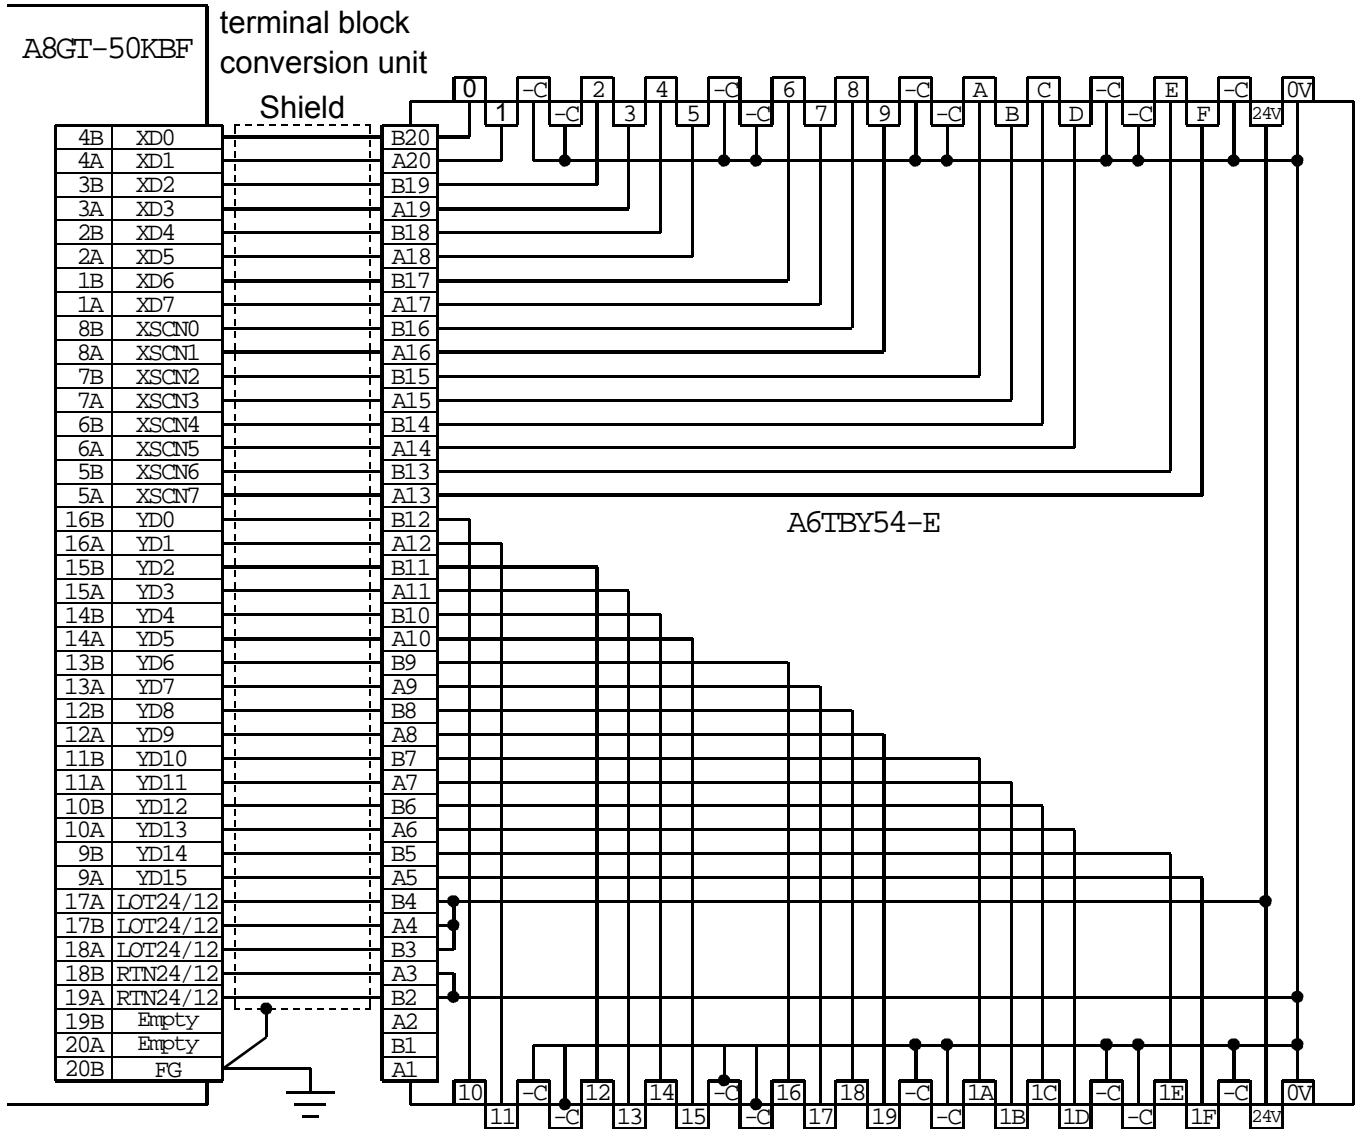 terminal block
A8GT-50KBF
conversion unit
Shield
0 -C 2 4 -C 6 8 -C A C -C E -C 0V
1 -C 3 5 -C 7 9 -C B D -C F 24V
4B XD0 B20
4A XD1 A20
3B XD2 B19
3A XD3 A19
2B XD4 B18
2A XD5 A18
1B XD6 B17
1A XD7 A17
8B XSCN0 B16
8A XSCN1 A16
7B XSCN2 B15
7A XSCN3 A15
6B XSCN4 B14
6A XSCN5 A14
5B XSCN6 B13
5A XSCN7 A13
16B YD0 B12
A6TBY54-E
16A YD1 A12
15B YD2 B11
15A YD3 A11
14B YD4 B10
14A YD5 A10
13B YD6 B9
13A YD7 A9
12B YD8 B8
12A YD9 A8
11B YD10 B7
11A YD11 A7
10B YD12 B6
10A YD13 A6
9B YD14 B5
9A YD15 A5
17A LOT24/12 B4
17B LOT24/12 A4
18A LOT24/12 B3
18B RTN24/12 A3
19A RTN24/12 B2
19B Empty A2
20A Empty B1
20B FG A1
10 -C 12 14 -C 16 18 -C 1A 1C -C 1E -C 0V
11 -C 13 15 -C 17 19 -C 1B 1D -C 1F 24V